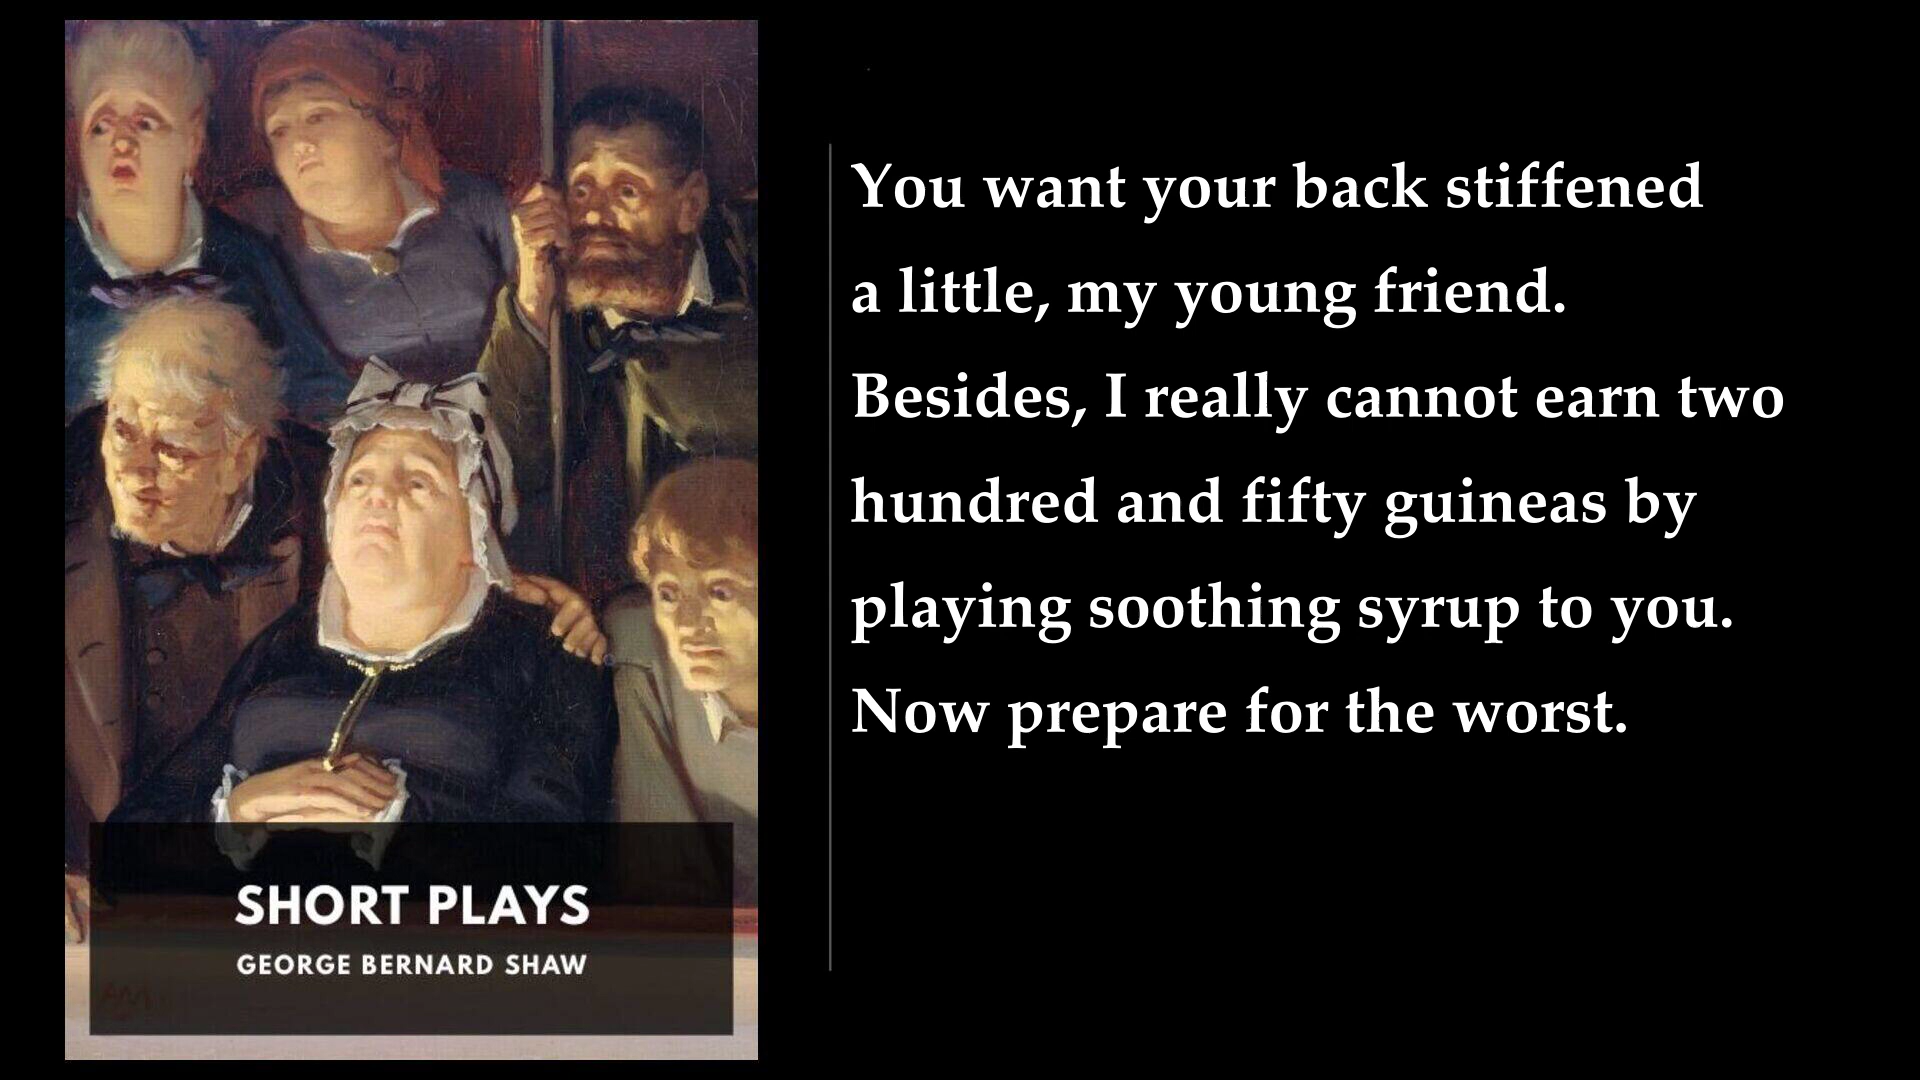 SHORT PLAYS
GEORGE BERNARD SHAW
You want your back stiffened
a little, my young friend.
Besides, I really cannot earn two
hundred and fifty guineas by
playing soothing syrup to you.
Now prepare for the worst.